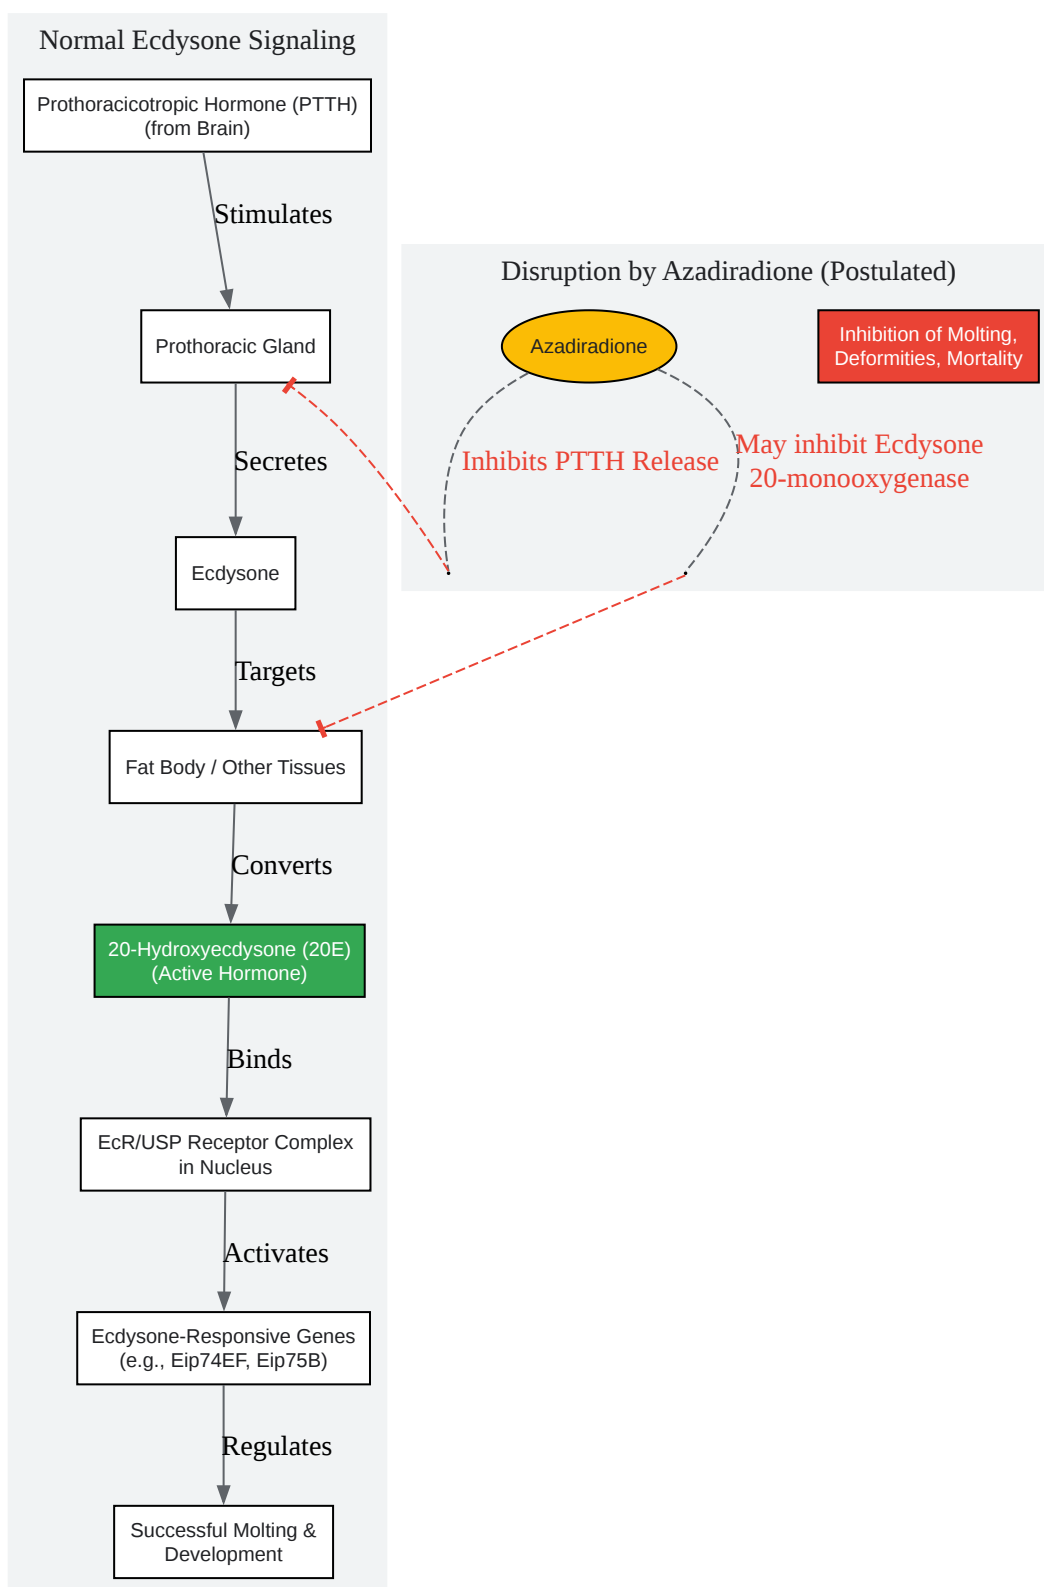 Normal Ecdysone Signaling
Prothoracicotropic Hormone (PTTH)
(from Brain)
Stimulates
Prothoracic Gland
Secretes
Ecdysone
Targets
Fat Body / Other Tissues
Converts
20-Hydroxyecdysone (20E)
(Active Hormone)
Binds
EcR/USP Receptor Complex
in Nucleus
Activates
Ecdysone-Responsive Genes
(e.g., Eip74EF, Eip75B)
Regulates
Successful Molting &
Development
Disruption by Azadiradione (Postulated)
Azadiradione
Inhibition of Molting,
Deformities, Mortality
Inhibits PTTH Release
May inhibit Ecdysone
20-monooxygenase